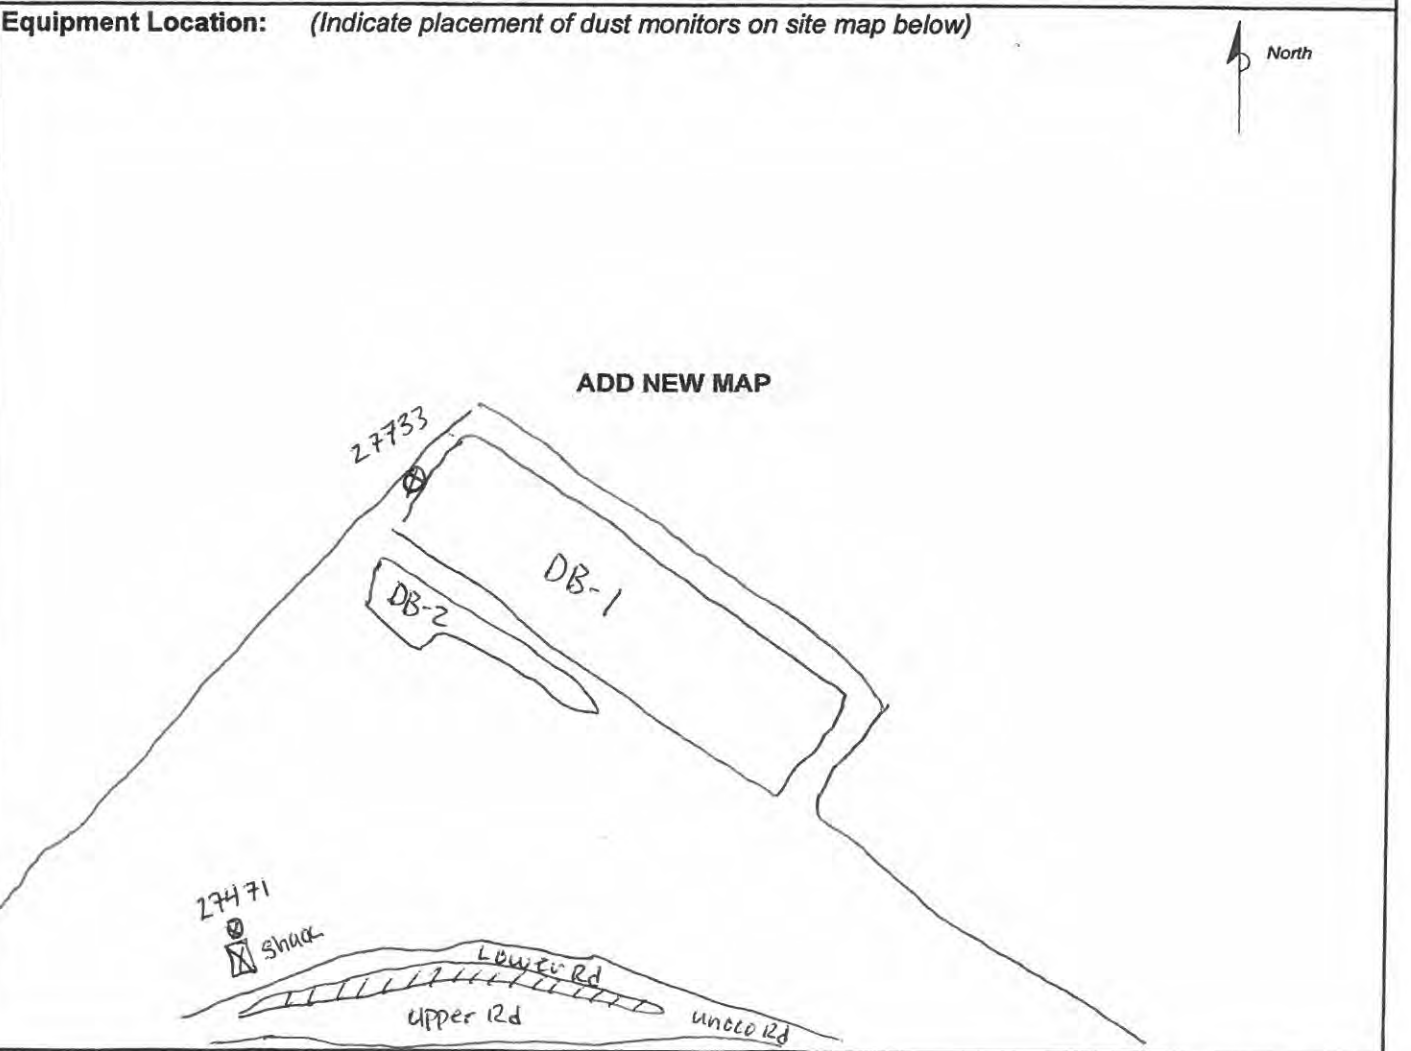 Equipment Location: (Indicate placement of dust monitors on site map below)
North
ADD NEW MAP
27733
DB-1
DB-2
27471
Shack
Lower Rd
Upper Rd
Uncco Rd